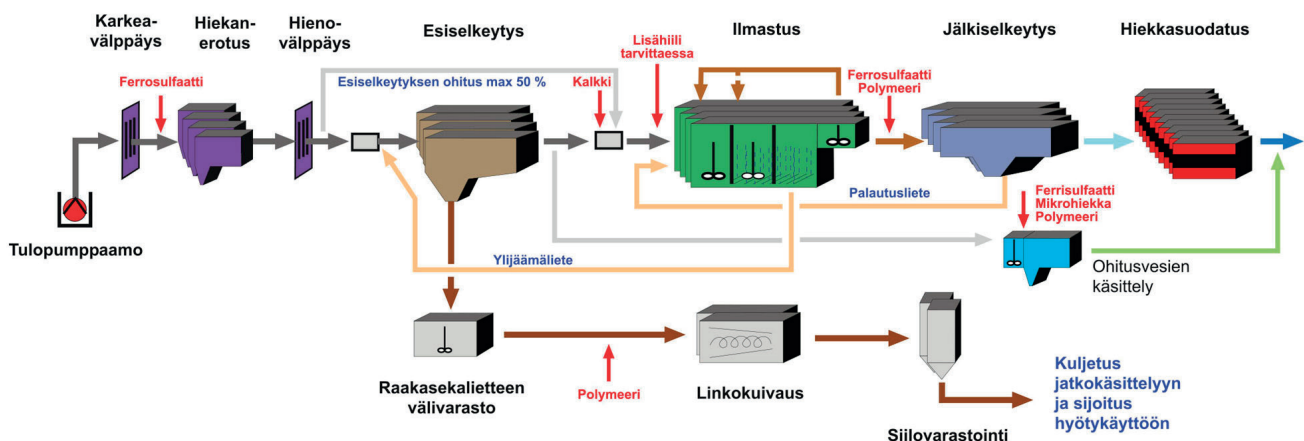 Karkea-
välppäys
Hiekan-
erotus
Hieno-
välppäys
Esiselkeytys
Ilmastus
Jälkiselkeytys
Hiekkasuodatus
Lisähiili
tarvittaessa
Ferrosulfaatti
Esiselkeytyksen ohitus max 50 %
Kalkki
Ferrosulfaatti
Polymeeri
Palautusliete
Ferrisulfaatti
Mikrohiekka
Polymeeri
Tulopumppaamo
Ylijäämäliete
Ohitusvesien
käsittely
Raakasekalietteen
välivarasto
Polymeeri
Linkokuivaus
Siilovarastointi
Kuljetus
jatkokäsittelyyn
ja sijoitus
hyötykäyttöön